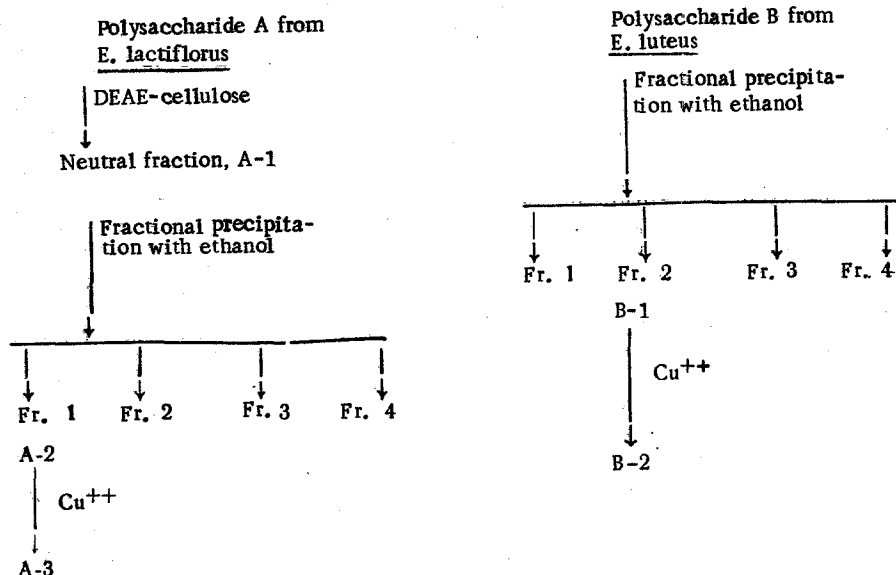 Polysaccharide A from
E. lactiflorus
DEAE-cellulose
Neutral fraction, A-1
Fractional precipita-
tion with ethanol
Fr. 1 Fr. 2 Fr. 3 Fr. 4
A-2
Cu++
A-3
Polysaccharide B from
E. luteus
Fractional precipita-
tion with ethanol
Fr. 1 Fr. 2 Fr. 3 Fr. 4
B-1
Cu++
B-2